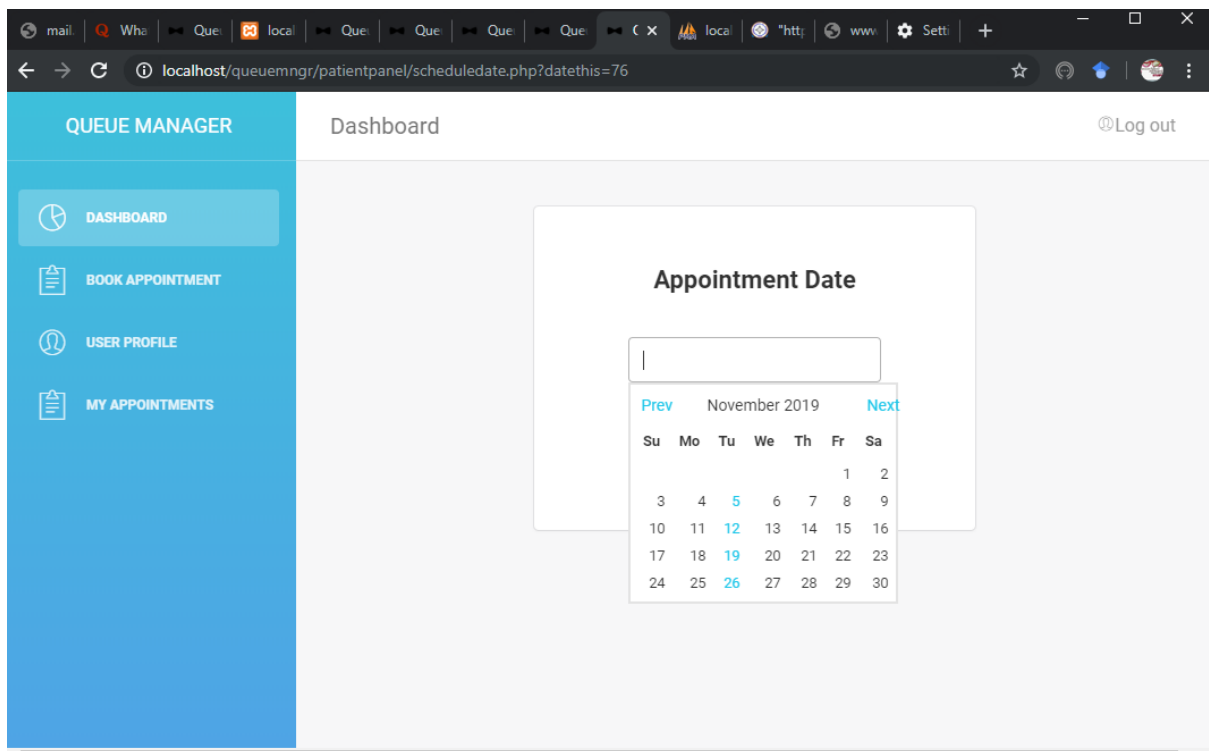 mail. Wha Que: local Que: Que: Que: Que ( local "http www. Setti
localhost/queuemngr/patientpanel/scheduledate.php?datethis=76
QUEUE MANAGER Dashboard Log out
DASHBOARD
BOOK APPOINTMENT
USER PROFILE
MY APPOINTMENTS
Appointment Date
Prev November 2019 Next
Su Mo Tu We Th Fr Sa
1 2
3 4 5 6 7 8 9
10 11 12 13 14 15 16
17 18 19 20 21 22 23
24 25 26 27 28 29 30